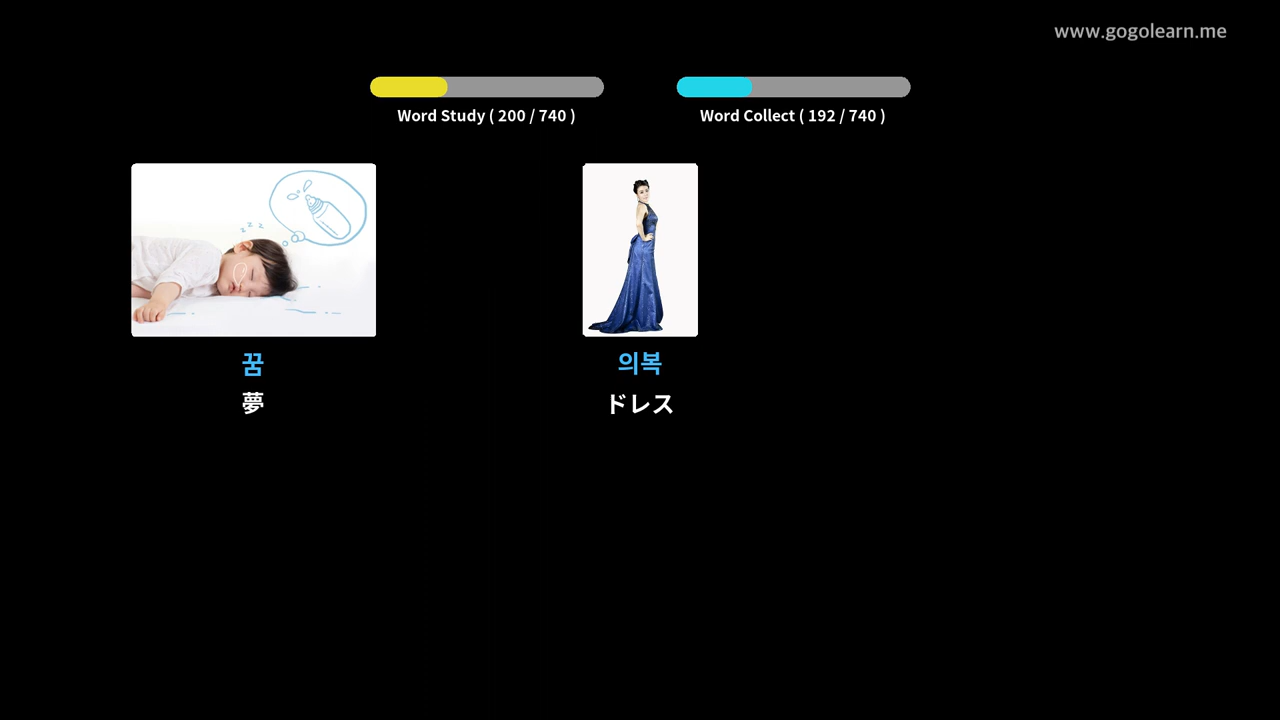 www.gogolearn.me
Word Study ( 200 / 740 )
Word Collect ( 192 / 740 )
z z z
꿈
夢
의복
ドレス